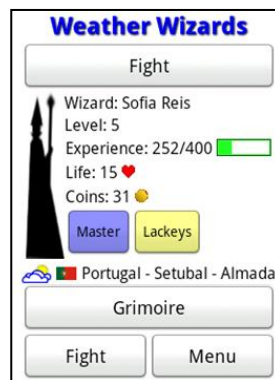 Weather Wizards
Fight
Wizard: Sofia Reis
Level: 5
Experience: 252/400
Life: 15
Coins: 31
Master Lackeys
Portugal - Setubal - Almada
Grimoire
Fight Menu